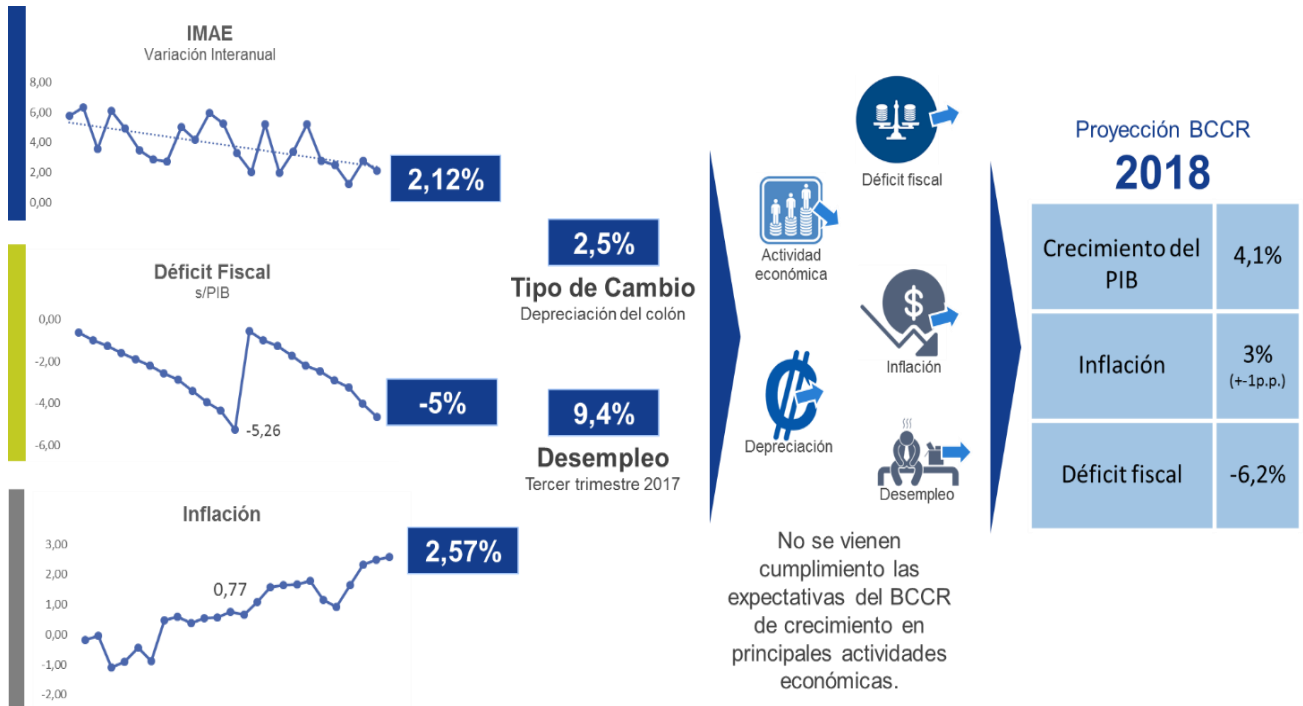 IMAE
Variación Interanual
8,00
6,00
4,00
2,00
0,00
2,12%
Déficit Fiscal
s/PIB
0,00
-2,00
-4,00
-6,00
-5,26
-5%
Inflación
3,00
2,00
1,00
0,00
-1,00
-2,00
0,77
2,57%
2,5%
Tipo de Cambio
Depreciación del colón
9,4%
Desempleo
Tercer trimestre 2017
Déficit fiscal
Actividad
económica
$
Inflación
₡
Depreciación
Desempleo
No se vienen
cumplimiento las
expectativas del BCCR
de crecimiento en
principales actividades
económicas.
Proyección BCCR
2018
Crecimiento del
PIB
4,1%
Inflación
3%
(+-1p.p.)
Déficit fiscal
-6,2%